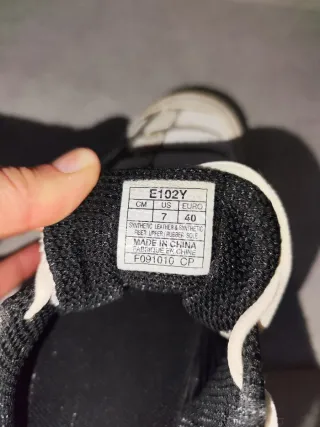 E102Y
CM US EURO
7 40
SYNTHETIC LEATHER & SYNTHETIC
FIBER UPPER / RUBBER SOLE
MADE IN CHINA
FABRIQUE EN CHINE
F091010 CP